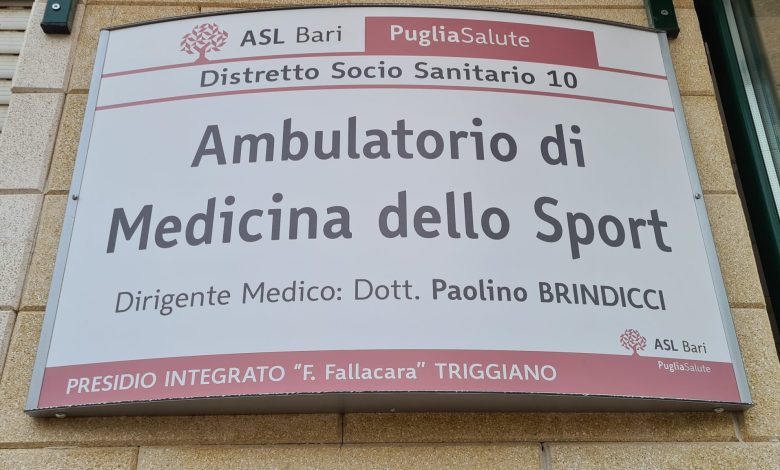 ASL Bari PugliaSalute
Distretto Socio Sanitario 10
Ambulatorio di
Medicina dello Sport
Dirigente Medico: Dott. Paolino BRINDICCI
ASL Bari
PugliaSalute
PRESIDIO INTEGRATO "F. Fallacara" TRIGGIANO